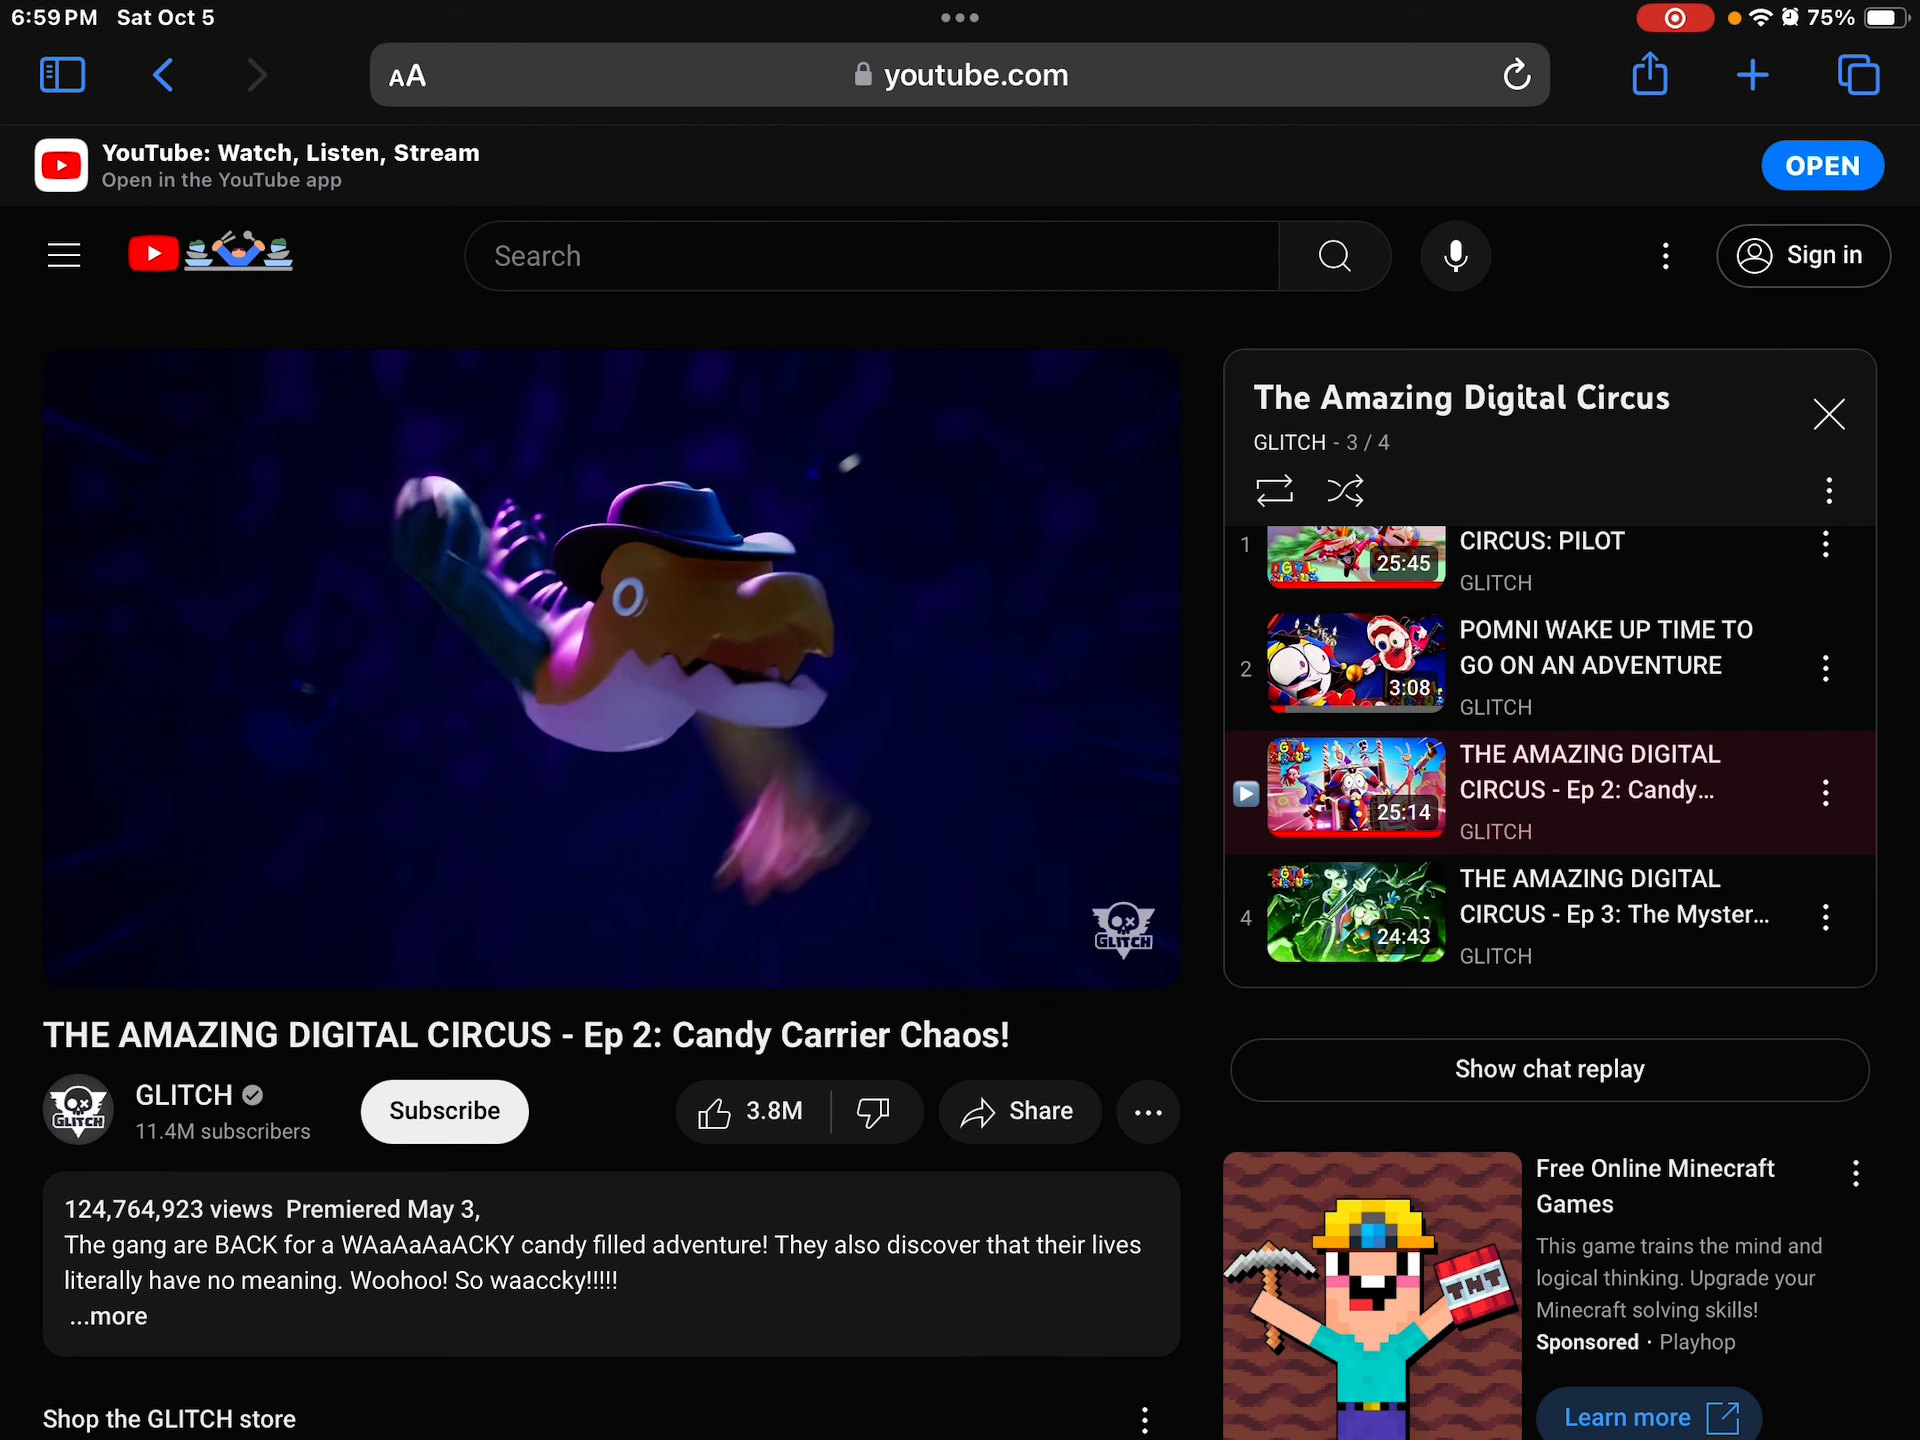 6:59 PM Sat Oct 5
75%
AA
youtube.com
YouTube: Watch, Listen, Stream
Open in the YouTube app
OPEN
Search
Sign in
GLITCH
The Amazing Digital Circus
GLITCH - 3 / 4
1
25:45
CIRCUS: PILOT
GLITCH
2
3:08
POMNI WAKE UP TIME TO
GO ON AN ADVENTURE
GLITCH
25:14
THE AMAZING DIGITAL
CIRCUS - Ep 2: Candy...
GLITCH
4
24:43
THE AMAZING DIGITAL
CIRCUS - Ep 3: The Myster...
GLITCH
THE AMAZING DIGITAL CIRCUS - Ep 2: Candy Carrier Chaos!
GLITCH
GLITCH
11.4M subscribers
Subscribe
3.8M
Share
124,764,923 views Premiered May 3,
The gang are BACK for a WAaAaAaACKY candy filled adventure! They also discover that their lives
literally have no meaning. Woohoo! So waaccky!!!!!
...more
Shop the GLITCH store
Show chat replay
TNT
Free Online Minecraft
Games
This game trains the mind and
logical thinking. Upgrade your
Minecraft solving skills!
Sponsored · Playhop
Learn more